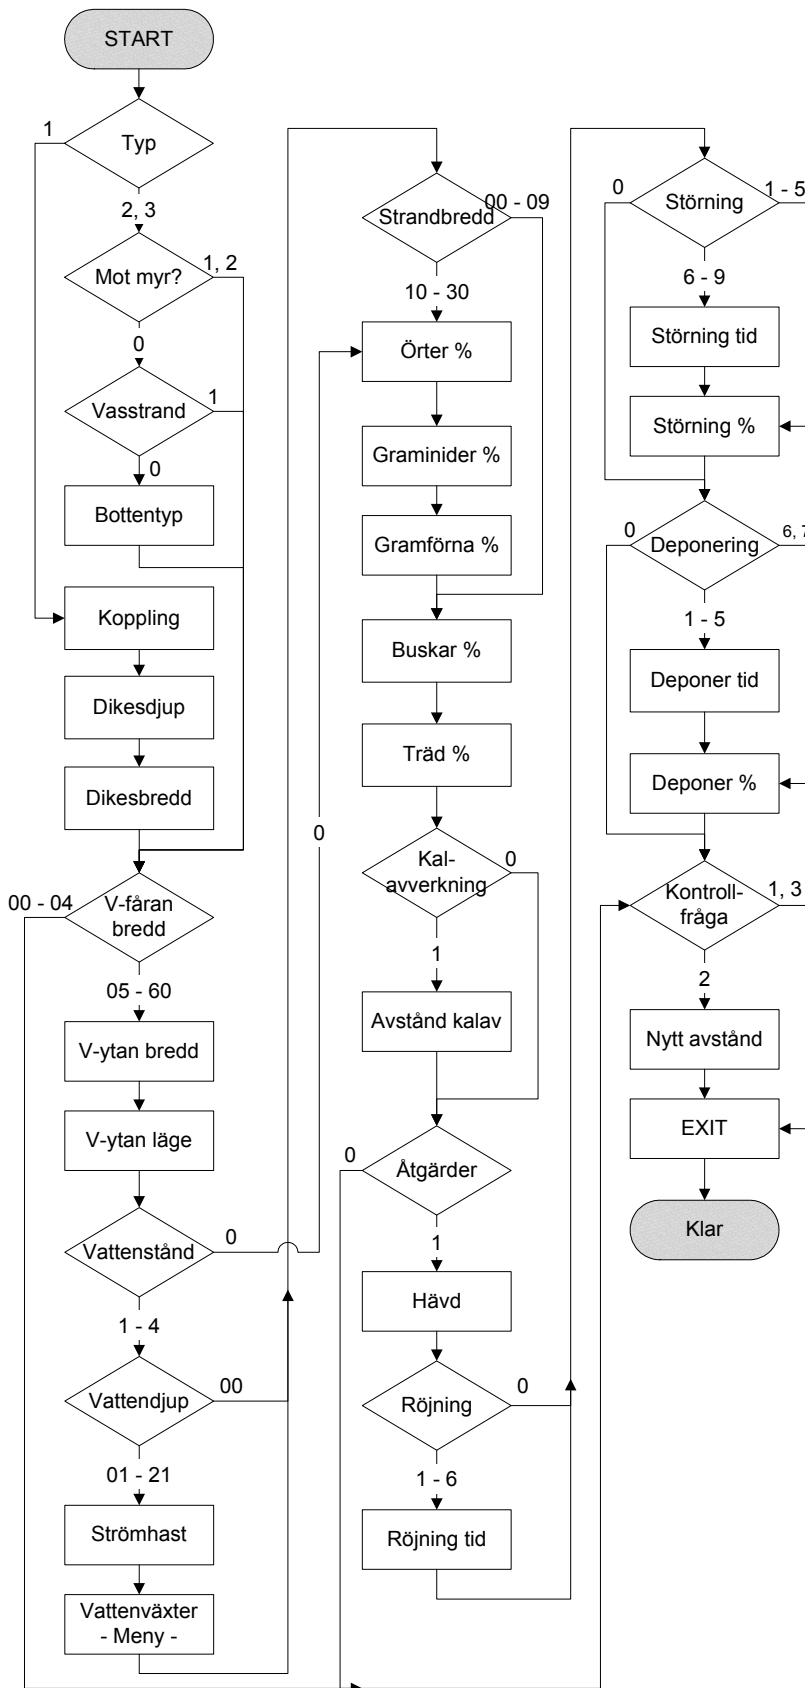 START
Typ
1
2, 3
Mot myr?
1, 2
0
Vasstrand
1
0
Bottentyp
Koppling
Dikesdjup
Dikesbredd
00 - 04
V-fåran
bredd
05 - 60
V-ytan bredd
V-ytan läge
Vattenstånd
0
0
1 - 4
Vattendjup
00
01 - 21
Strömhast
Vattenväxter
- Meny -
Strandbredd
00 - 09
10 - 30
Örter %
Graminider %
Gramförna %
Buskar %
Träd %
Kal-
avverkning
0
1
Avstånd kalav
0
Åtgärder
1
Hävd
Röjning
0
1 - 6
Röjning tid
0
Störning
1 - 5
6 - 9
Störning tid
Störning %
0
Deponering
6, 7
1 - 5
Deponer tid
Deponer %
Kontroll-
fråga
1, 3
2
Nytt avstånd
EXIT
Klar